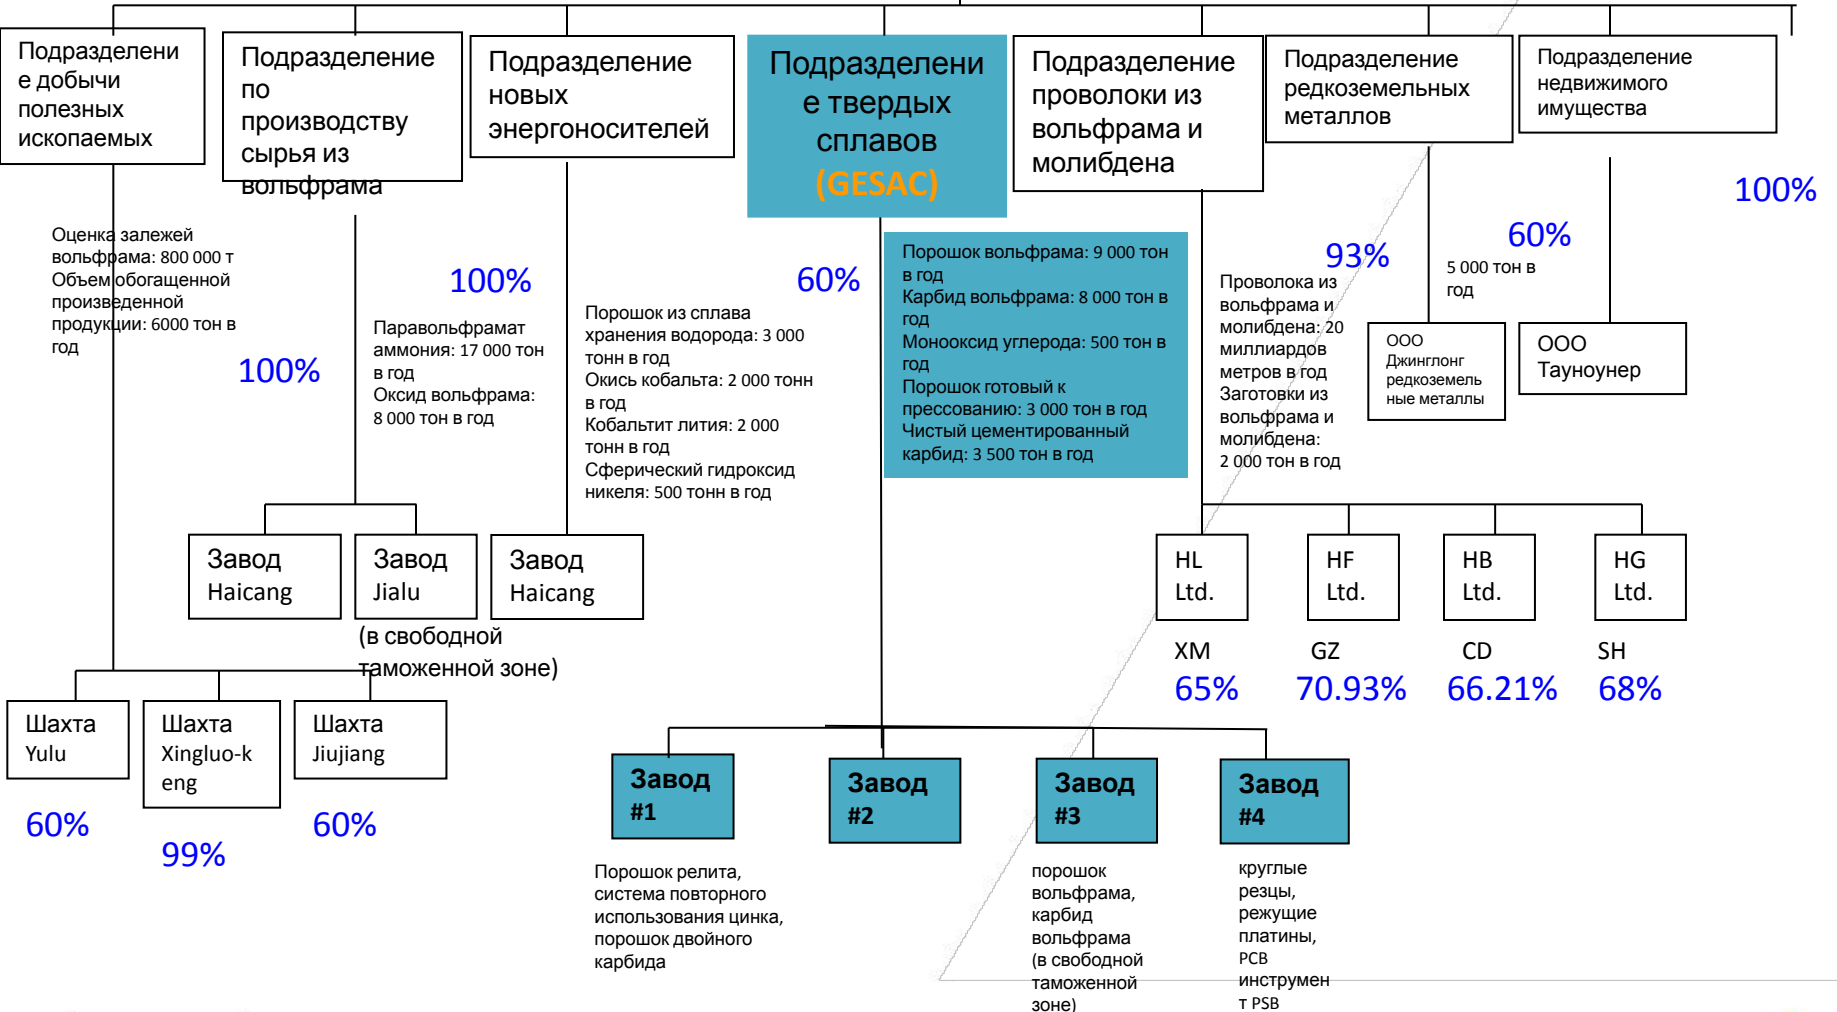 Подразделени
е добычи
полезных
ископаемых
Подразделение
по
производству
сырья из
вольфрама
Подразделение
новых
энергоносителей
Подразделени
е твердых
сплавов
(GESAC)
Подразделение
проволоки из
вольфрама и
молибдена
Подразделение
редкоземельных
металлов
Подразделение
недвижимого
имущества
100%
Оценка залежей
вольфрама: 800 000 т
Объем обогащенной
произведенной
продукции: 6000 тон в
год
100%
Паравольфрамат
аммония: 17 000 тон
в год
Оксид вольфрама:
8 000 тон в год
100%
Порошок из сплава
хранения водорода: 3 000
тонн в год
Окись кобальта: 2 000 тонн
в год
Кобальтит лития: 2 000
тонн в год
Сферический гидроксид
никеля: 500 тонн в год
60%
Порошок вольфрама: 9 000 тон
в год
Карбид вольфрама: 8 000 тон в
год
Монооксид углерода: 500 тон в
год
Порошок готовый к
прессованию: 3 000 тон в год
Чистый цементированный
карбид: 3 500 тон в год
93%
Проволока из
вольфрама и
молибдена: 20
миллиардов
метров в год
Заготовки из
вольфрама и
молибдена:
2 000 тон в год
60%
5 000 тон в
год
ООО
Джинглонг
редкоземель
ные металлы
ООО
Тауноунер
Завод
Haicang
Завод
Jialu
(в свободной
таможенной зоне)
Завод
Haicang
HL
Ltd.
HF
Ltd.
HB
Ltd.
HG
Ltd.
XM
GZ
CD
SH
65%
70.93%
66.21%
68%
Шахта
Yulu
Шахта
Xingluo-k
eng
Шахта
Jiujiang
60%
99%
60%
Завод
#1
Завод
#2
Завод
#3
Завод
#4
Порошок релита,
система повторного
использования цинка,
порошок двойного
карбида
порошок
вольфрама,
карбид
вольфрама
(в свободной
таможенной
зоне)
круглые
резцы,
режущие
платины,
PCB
инструмен
т PSB